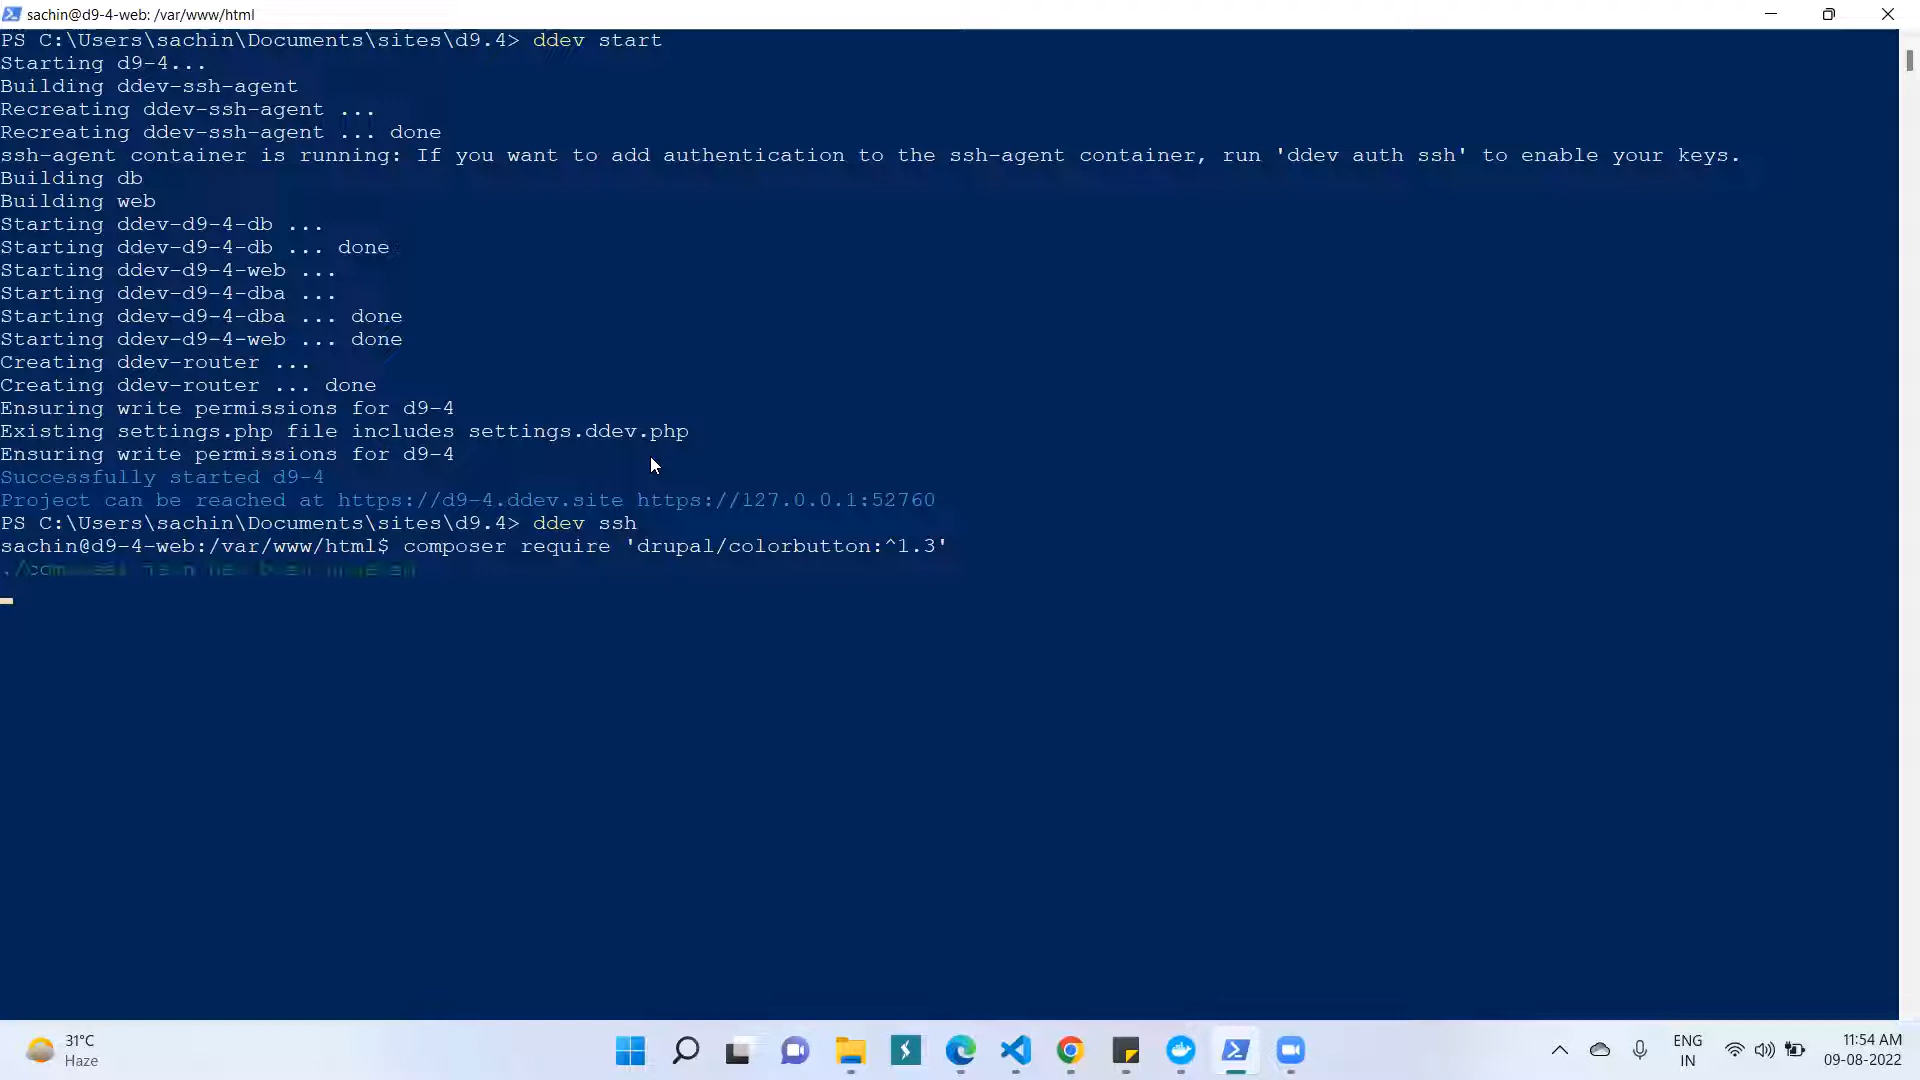 sachin@d9-4-web: /var/www/html
PS C:\Users\sachin\Documents\sites\d9.4> ddev start
Starting d9-4...
Building ddev-ssh-agent
Recreating ddev-ssh-agent ...
Recreating ddev-ssh-agent ... done
ssh-agent container is running: If you want to add authentication to the ssh-agent container, run 'ddev auth ssh' to enable your keys.
Building db
Building web
Starting ddev-d9-4-db ...
Starting ddev-d9-4-db ... done
Starting ddev-d9-4-web ...
Starting ddev-d9-4-dba ...
Starting ddev-d9-4-dba ... done
Starting ddev-d9-4-web ... done
Creating ddev-router ...
Creating ddev-router ... done
Ensuring write permissions for d9-4
Existing settings.php file includes settings.ddev.php
Ensuring write permissions for d9-4
Successfully started d9-4
Project can be reached at https://d9-4.ddev.site https://127.0.0.1:52760
PS C:\Users\sachin\Documents\sites\d9.4> ddev ssh
sachin@d9-4-web:/var/www/html$ composer require 'drupal/colorbutton:^1.3'
31°C
Haze
ENG
IN
11:54 AM
09-08-2022